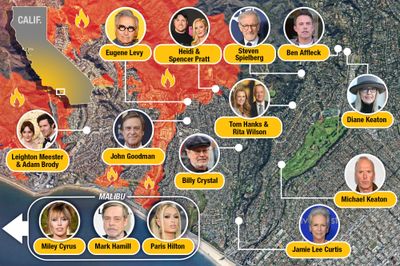 CALIF.
Eugene Levy
Heidi &
Spencer Pratt
Steven
Spielberg
Ben Affleck
Diane Keaton
Tom Hanks &
Rita Wilson
Leighton Meester
& Adam Brody
John Goodman
Billy Crystal
Michael Keaton
MALIBU
Miley Cyrus
Mark Hamill
Paris Hilton
Jamie Lee Curtis